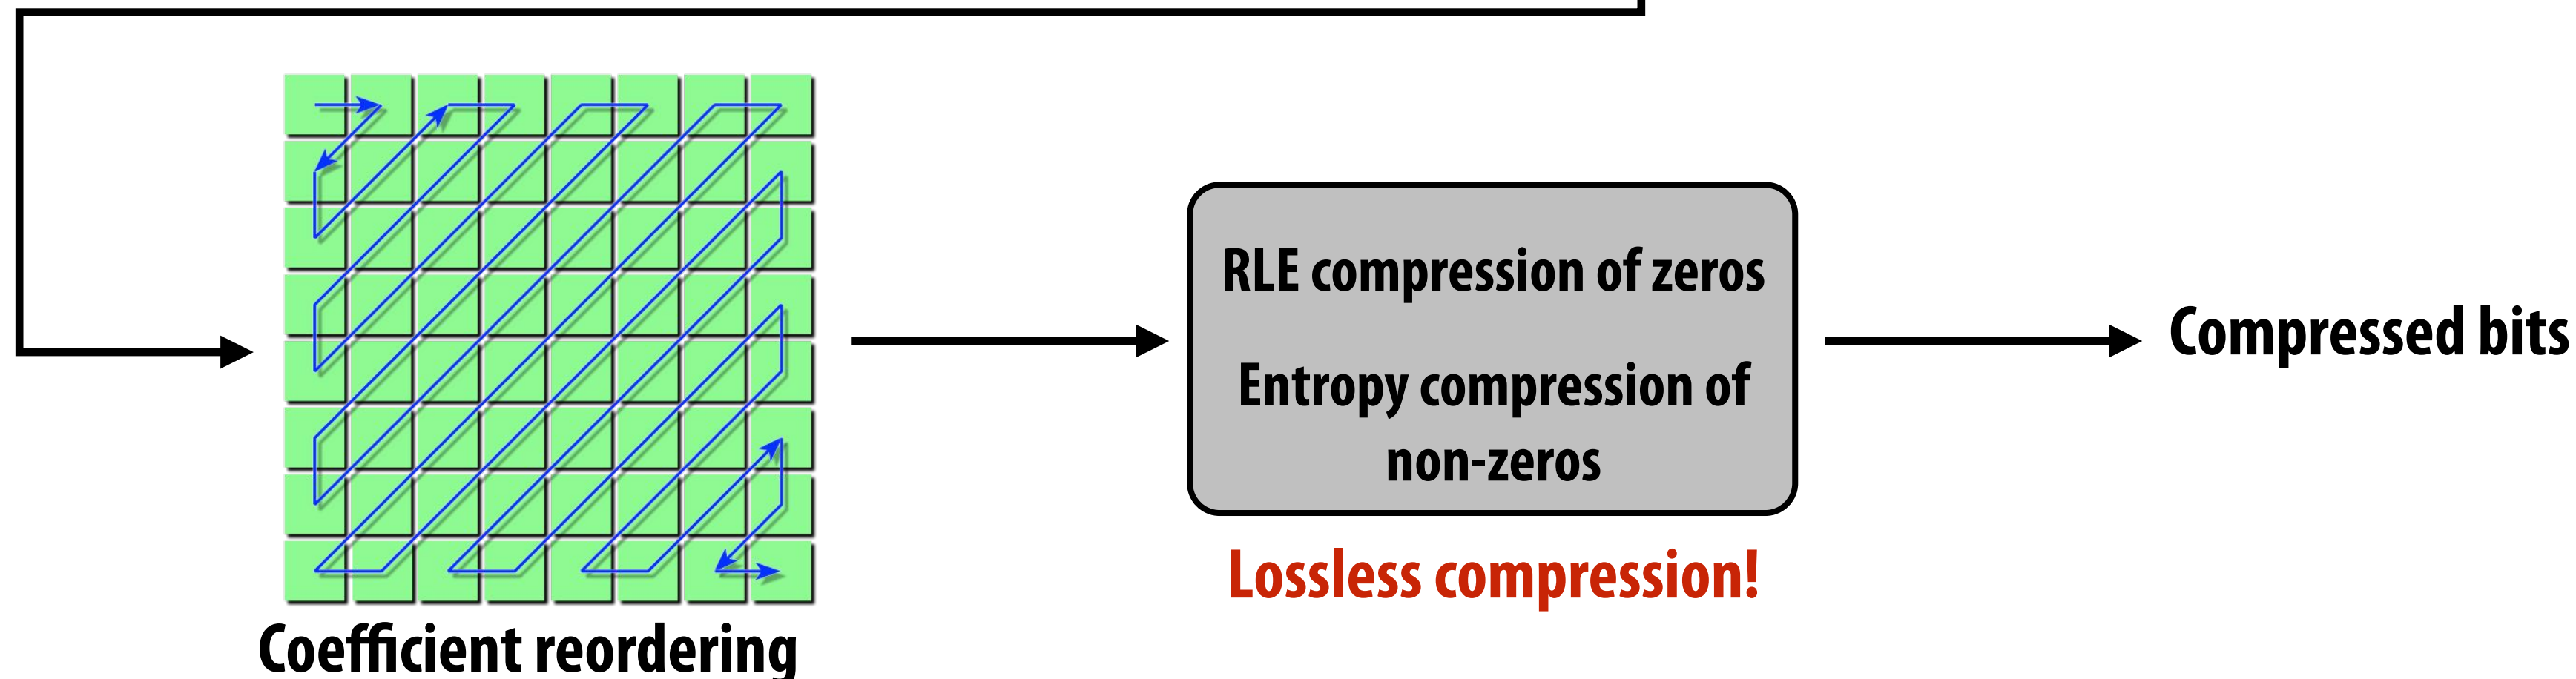 RLE compression of zeros
Entropy compression of
non-zeros
Compressed bits
Lossless compression!
Coefficient reordering